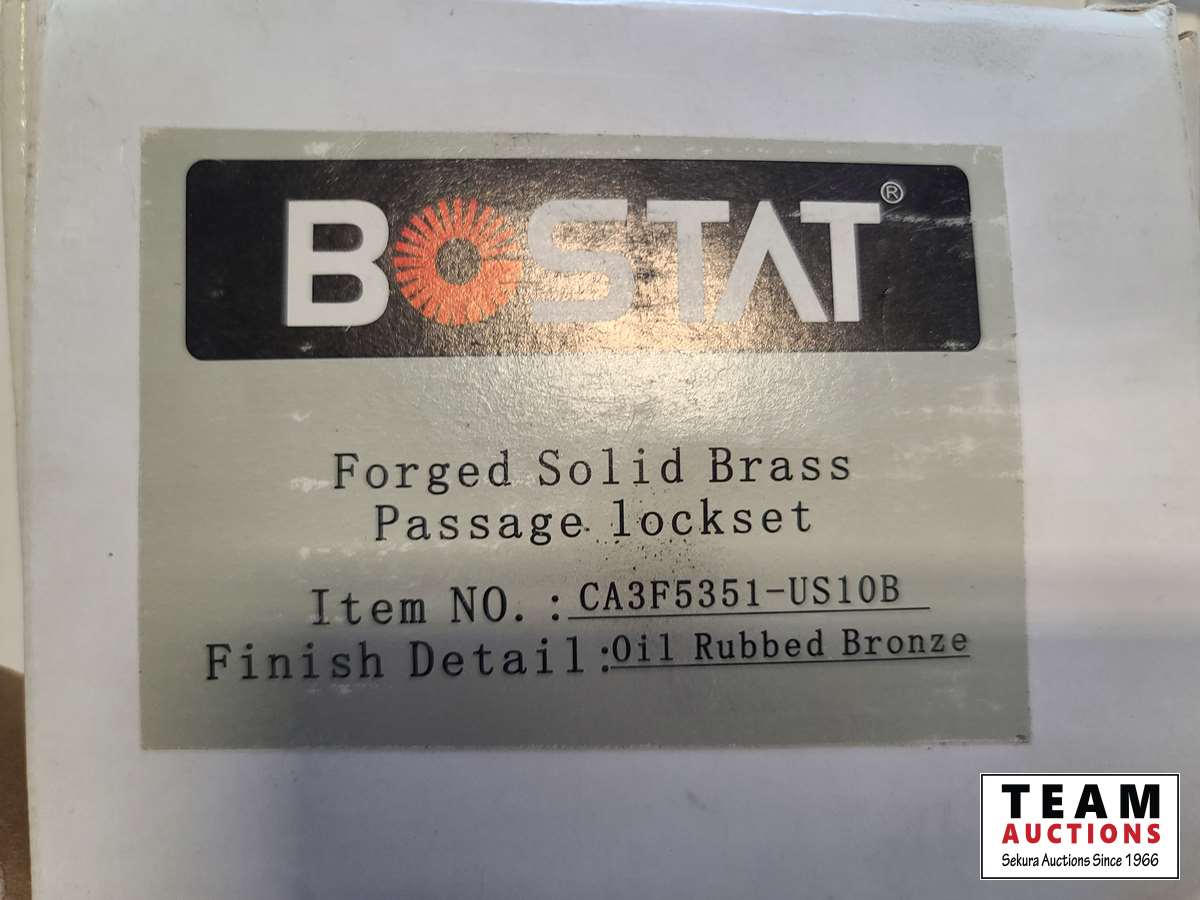 BOSTAT®
Forged Solid Brass
Passage lockset
Item NO.: CA3F5351-US10B
Finish Detail:Oil Rubbed Bronze
TEAM
AUCTIONS
Sekura Auctions Since 1966